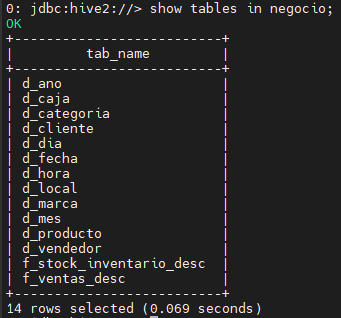 0: jdbc:hive2://> show tables in negocio;
OK
+--------------------------+
|         tab_name         |
+--------------------------+
| d_ano                    |
| d_caja                   |
| d_categoria              |
| d_cliente                |
| d_dia                    |
| d_fecha                  |
| d_hora                   |
| d_local                  |
| d_marca                  |
| d_mes                    |
| d_producto               |
| d_vendedor               |
| f_stock_inventario_desc  |
| f_ventas_desc            |
+--------------------------+
14 rows selected (0.069 seconds)